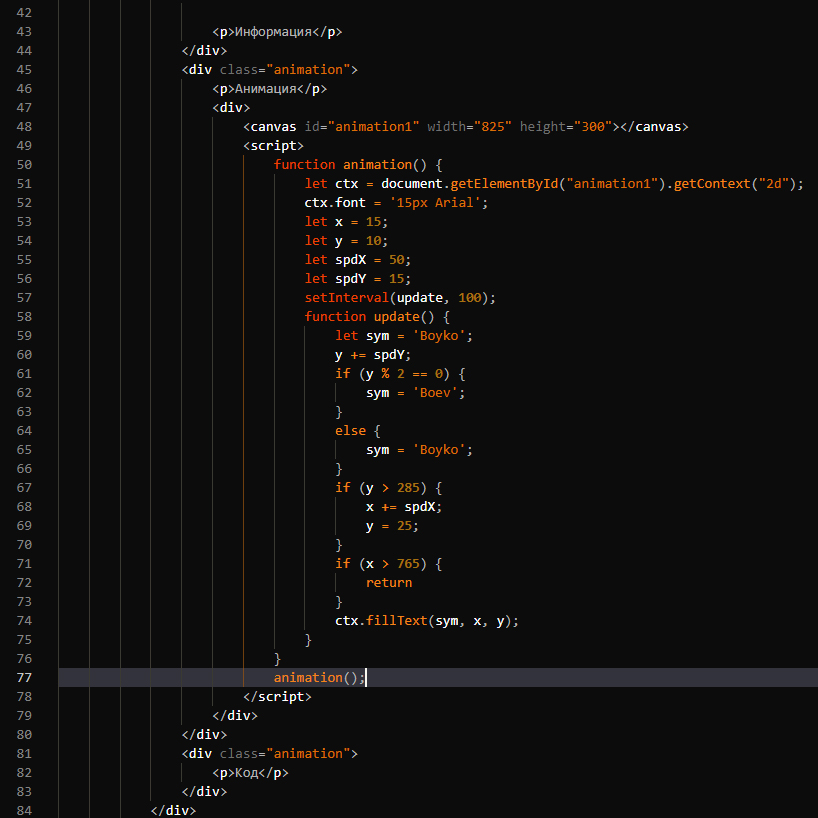 42
43 <p>Информация</p>
44 </div>
45 <div class="animation">
46 <p>Анимация</p>
47 <div>
48 <canvas id="animation1" width="825" height="300"></canvas>
49 <script>
50 function animation() {
51 let ctx = document.getElementById("animation1").getContext("2d");
52 ctx.font = '15px Arial';
53 let x = 15;
54 let y = 10;
55 let spdX = 50;
56 let spdY = 15;
57 setInterval(update, 100);
58 function update() {
59 let sym = 'Boyko';
60 y += spdY;
61 if (y % 2 == 0) {
62 sym = 'Boev';
63 }
64 else {
65 sym = 'Boyko';
66 }
67 if (y > 285) {
68 x += spdX;
69 y = 25;
70 }
71 if (x > 765) {
72 return
73 }
74 ctx.fillText(sym, x, y);
75 }
76 }
77 animation();
78 </script>
79 </div>
80 </div>
81 <div class="animation">
82 <p>Код</p>
83 </div>
84 </div>